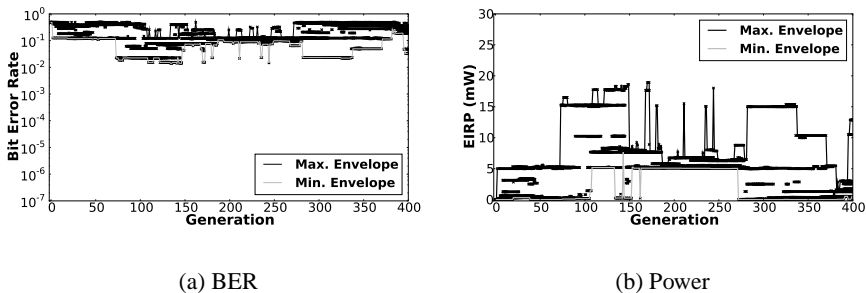 10^0
10^-1
10^-2
10^-3
10^-4
10^-5
10^-6
10^-7
Bit Error Rate
Max. Envelope
Min. Envelope
0 50 100 150 200 250 300 350 400
Generation
30
25
20
15
10
5
0
EIRP (mW)
Max. Envelope
Min. Envelope
0 50 100 150 200 250 300 350 400
Generation
(a) BER
(b) Power